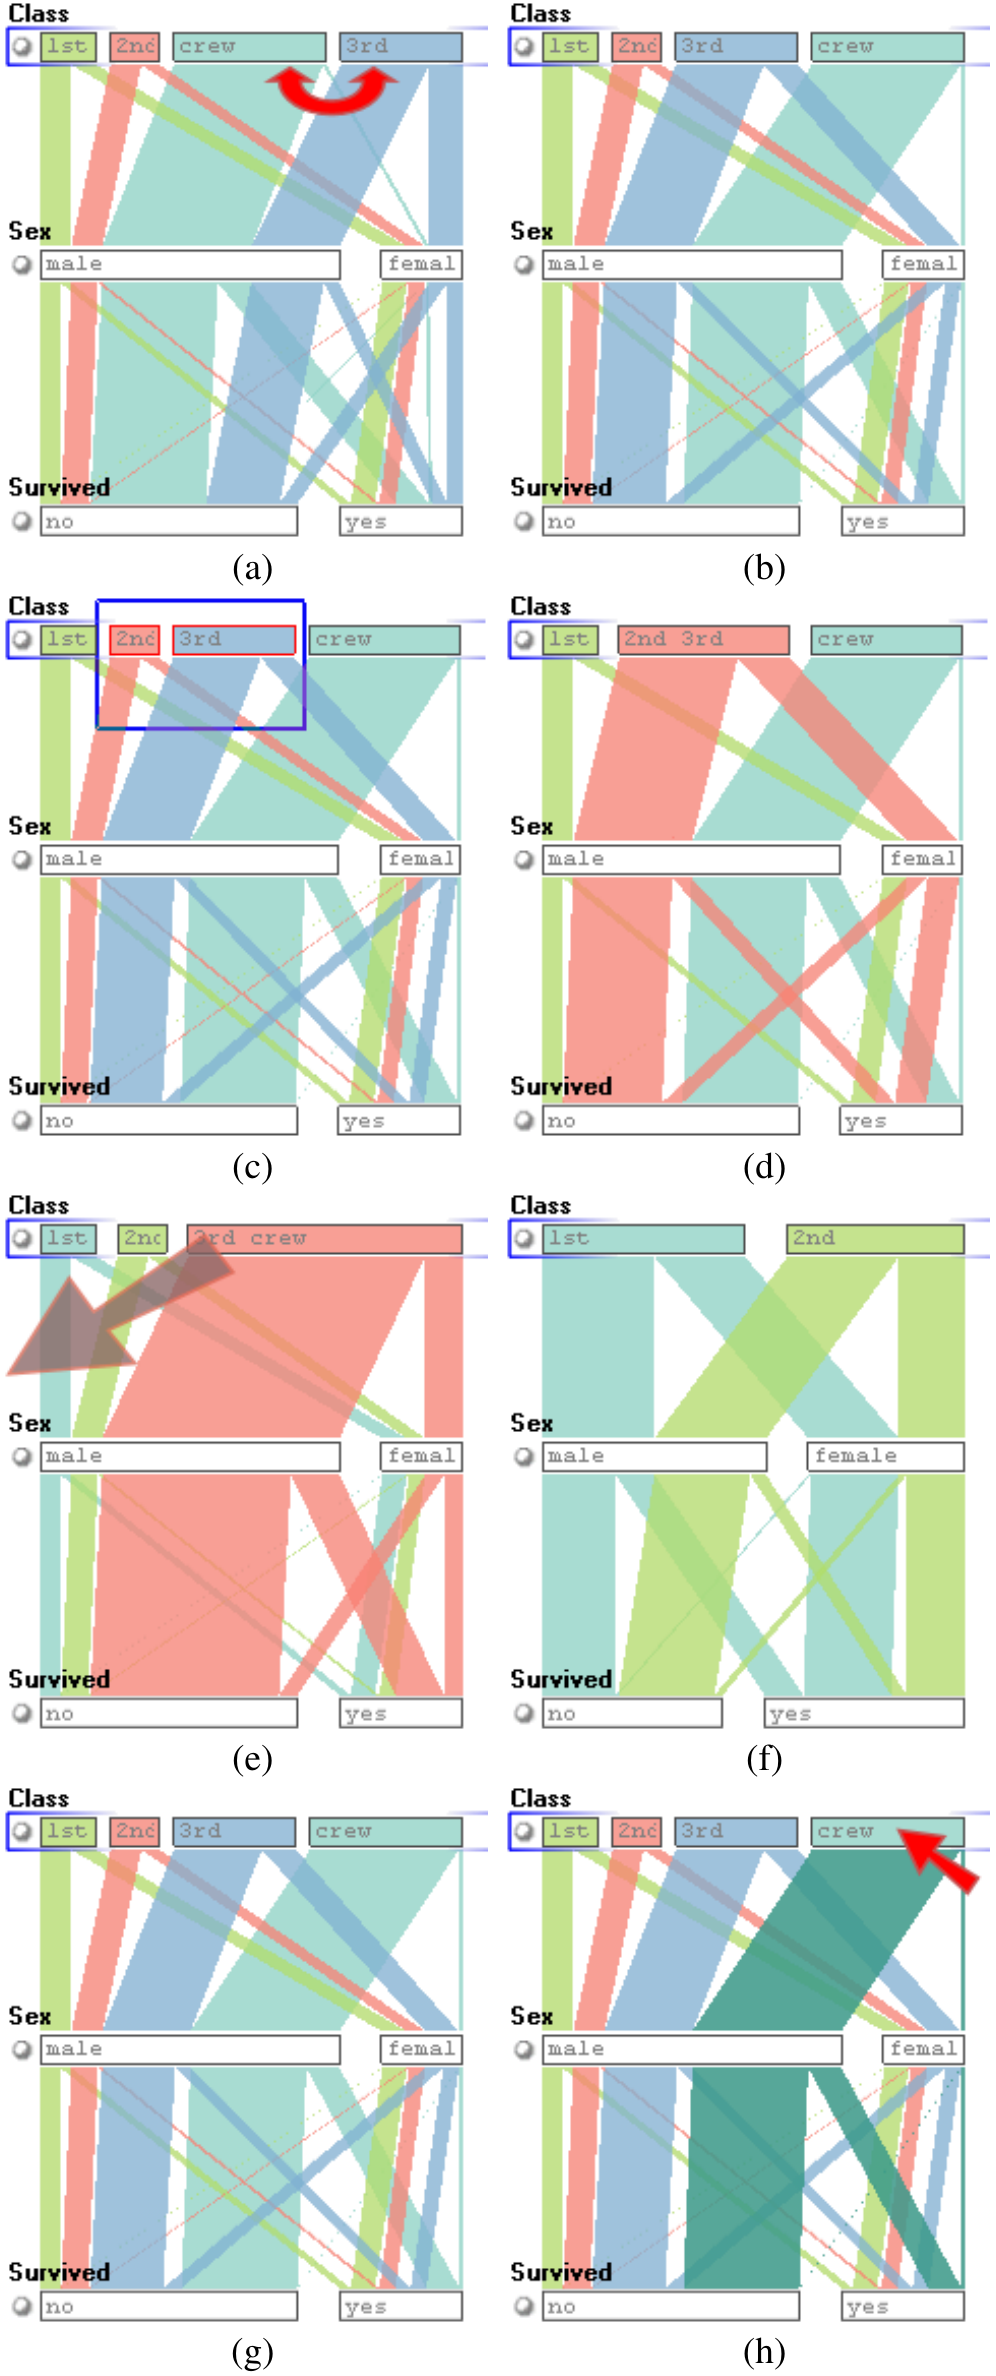 Class Class
1st 2nd crew 3rd 1st 2nd 3rd crew
Sex Sex
male femal male femal
Survived Survived
no yes no yes
(a) (b)
Class Class
1st 2nd 3rd crew 1st 2nd 3rd crew
Sex Sex
male femal male femal
Survived Survived
no yes no yes
(c) (d)
Class Class
1st 2nd 3rd crew 1st 2nd
Sex Sex
male femal male female
Survived Survived
no yes no yes
(e) (f)
Class Class
1st 2nd 3rd crew 1st 2nd 3rd crew
Sex Sex
male femal male femal
Survived Survived
no yes no yes
(g) (h)